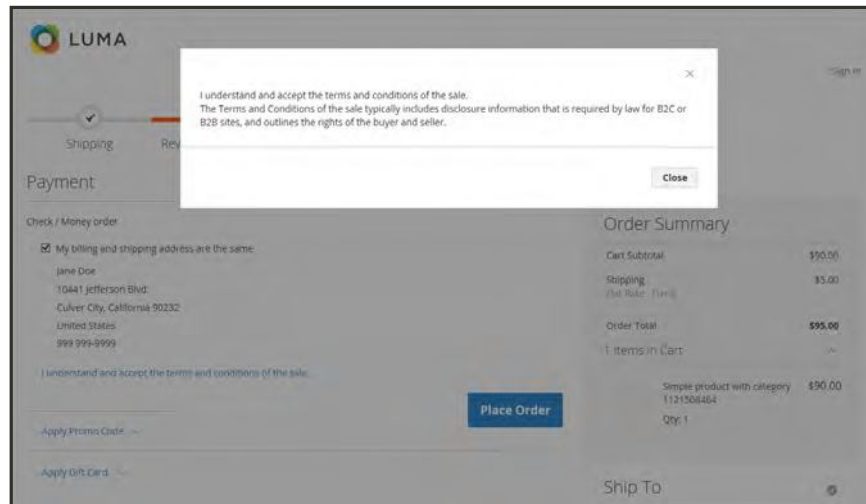 LUMA
Sign In
I understand and accept the terms and conditions of the sale.
The Terms and Conditions of the sale typically includes disclosure information that is required by law for B2C or
B2B sites, and outlines the rights of the buyer and seller.
Close
Shipping
Rev
Payment
Check / Money order
My billing and shipping address are the same
Jane Doe
10441 Jefferson Blvd
Culver City, California 90232
United States
999 999-9999
I understand and accept the terms and conditions of the sale.
Place Order
Apply Promo Code
Apply Gift Card
Order Summary
Cart Subtotal $90.00
Shipping $5.00
Flat Rate - Fixed
Order Total $95.00
1 Items in Cart
Simple product with category $90.00
1121508464
Qty: 1
Ship To